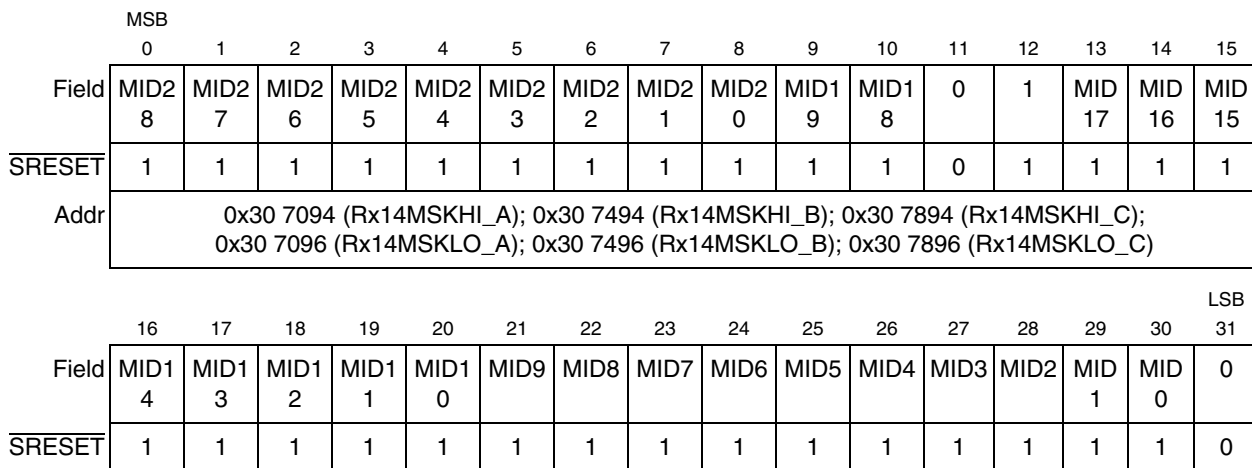 MSB
0 1 2 3 4 5 6 7 8 9 10 11 12 13 14 15
Field MID2 MID2 MID2 MID2 MID2 MID2 MID2 MID2 MID2 MID1 MID1 0 1 MID MID MID
8 7 6 5 4 3 2 1 0 9 8 17 16 15
SRESET 1 1 1 1 1 1 1 1 1 1 1 0 1 1 1 1
Addr 0x30 7094 (Rx14MSKHI_A); 0x30 7494 (Rx14MSKHI_B); 0x30 7894 (Rx14MSKHI_C);
0x30 7096 (Rx14MSKLO_A); 0x30 7496 (Rx14MSKLO_B); 0x30 7896 (Rx14MSKLO_C)
LSB
16 17 18 19 20 21 22 23 24 25 26 27 28 29 30 31
Field MID1 MID1 MID1 MID1 MID1 MID9 MID8 MID7 MID6 MID5 MID4 MID3 MID2 MID MID 0
4 3 2 1 0 1 0
SRESET 1 1 1 1 1 1 1 1 1 1 1 1 1 1 1 0